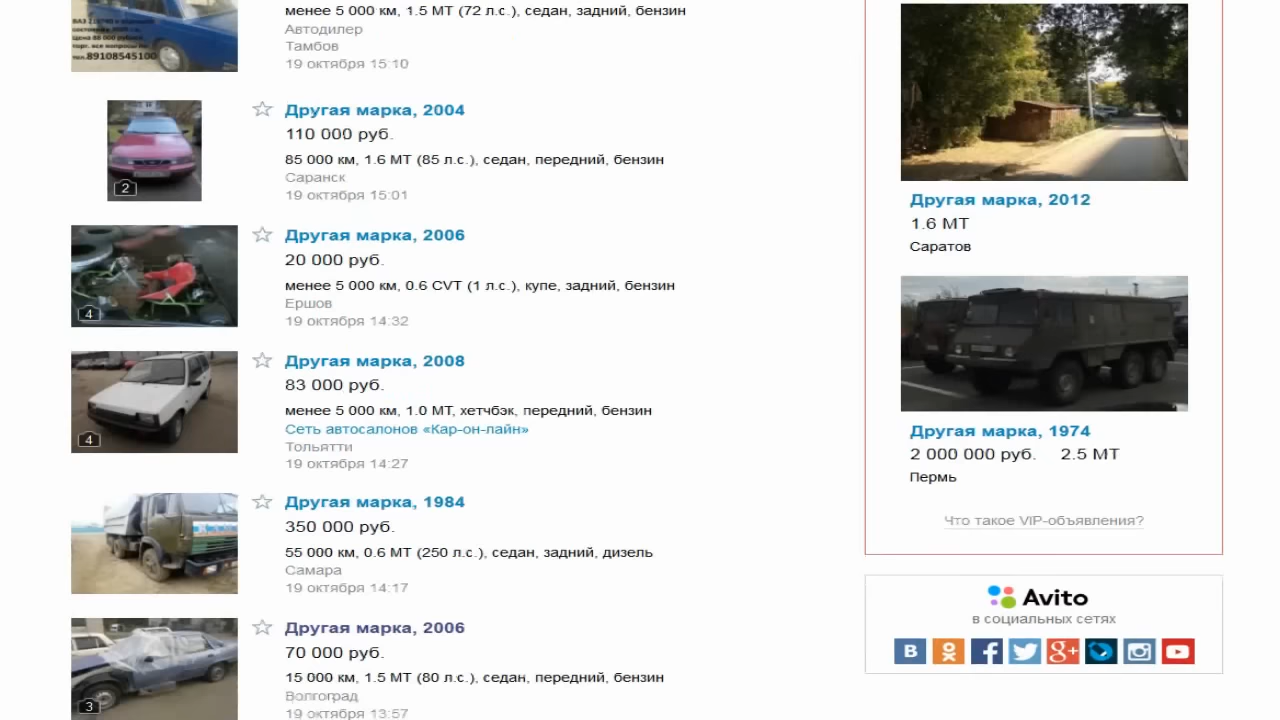 менее 5 000 км, 1.5 MT (72 л.с.), седан, задний, бензин
Автодилер
Тамбов
19 октября 15:10
тел.89108545100
Другая марка, 2004
110 000 руб.
85 000 км, 1.6 MT (85 л.с.), седан, передний, бензин
Саранск
19 октября 15:01
2
Другая марка, 2006
20 000 руб.
менее 5 000 км, 0.6 CVT (1 л.с.), купе, задний, бензин
Ершов
19 октября 14:32
4
Другая марка, 2008
83 000 руб.
менее 5 000 км, 1.0 MT, хетчбэк, передний, бензин
Сеть автосалонов «Кар-он-лайн»
Тольятти
19 октября 14:27
4
Другая марка, 1984
350 000 руб.
55 000 км, 0.6 MT (250 л.с.), седан, задний, дизель
Самара
19 октября 14:17
Другая марка, 2006
70 000 руб.
15 000 км, 1.5 MT (80 л.с.), седан, передний, бензин
Волгоград
19 октября 13:57
3
Другая марка, 2012
1.6 MT
Саратов
Другая марка, 1974
2 000 000 руб. 2.5 MT
Пермь
Что такое VIP-объявления?
Avito
в социальных сетях